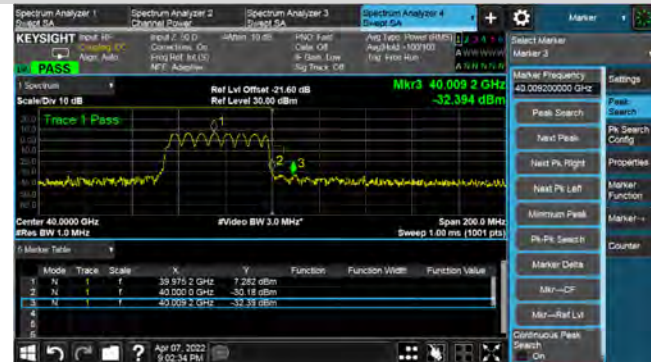 Spectrum Analyzer 1
Swept SA
Spectrum Analyzer 2
Channel Power
Spectrum Analyzer 3
Swept SA
Spectrum Analyzer 4
Swept SA
+
Marker
KEYSIGHT
Input RF
Coupling DC
Align Auto
Input Z 50 Ω
Corrections On
Freq Ref Int (S)
NFE Adaptive
Atten 10 dB
PNO Fast
Gate Off
IF Gain Low
Sig Track Off
Avg Type Power (RMS)
Avg|Hold >100/100
Trig Free Run
PASS
Select Marker
Marker 3
Marker Frequency
40.009200000 GHz
Settings
Peak Search
Next Peak
Next Pk Right
Next Pk Left
Minimum Peak
Pk-Pk Search
Marker Delta
Mkr→CF
Mkr→Ref Lvl
Continuous Peak
Search
On
Peak
Search
Pk Search
Config
Properties
Marker
Function
Marker→
Counter
1 Spectrum
Scale/Div 10 dB
Ref Lvl Offset -21.60 dB
Ref Level 30.00 dBm
Mkr3 40.009 2 GHz
-32.394 dBm
Trace 1 Pass
1
2
3
Center 40.0000 GHz
#Res BW 1.0 MHz
#Video BW 3.0 MHz*
Span 200.0 MHz
Sweep 1.00 ms (1001 pts)
5 Marker Table
Mode Trace Scale X Y Function Function Width Function Value
1 N 1 f 39.975 2 GHz 7.282 dBm
2 N 1 f 40.000 0 GHz -30.18 dBm
3 N 1 f 40.009 2 GHz -32.39 dBm
4
5
6
?
Apr 07, 2022
9:02:34 PM